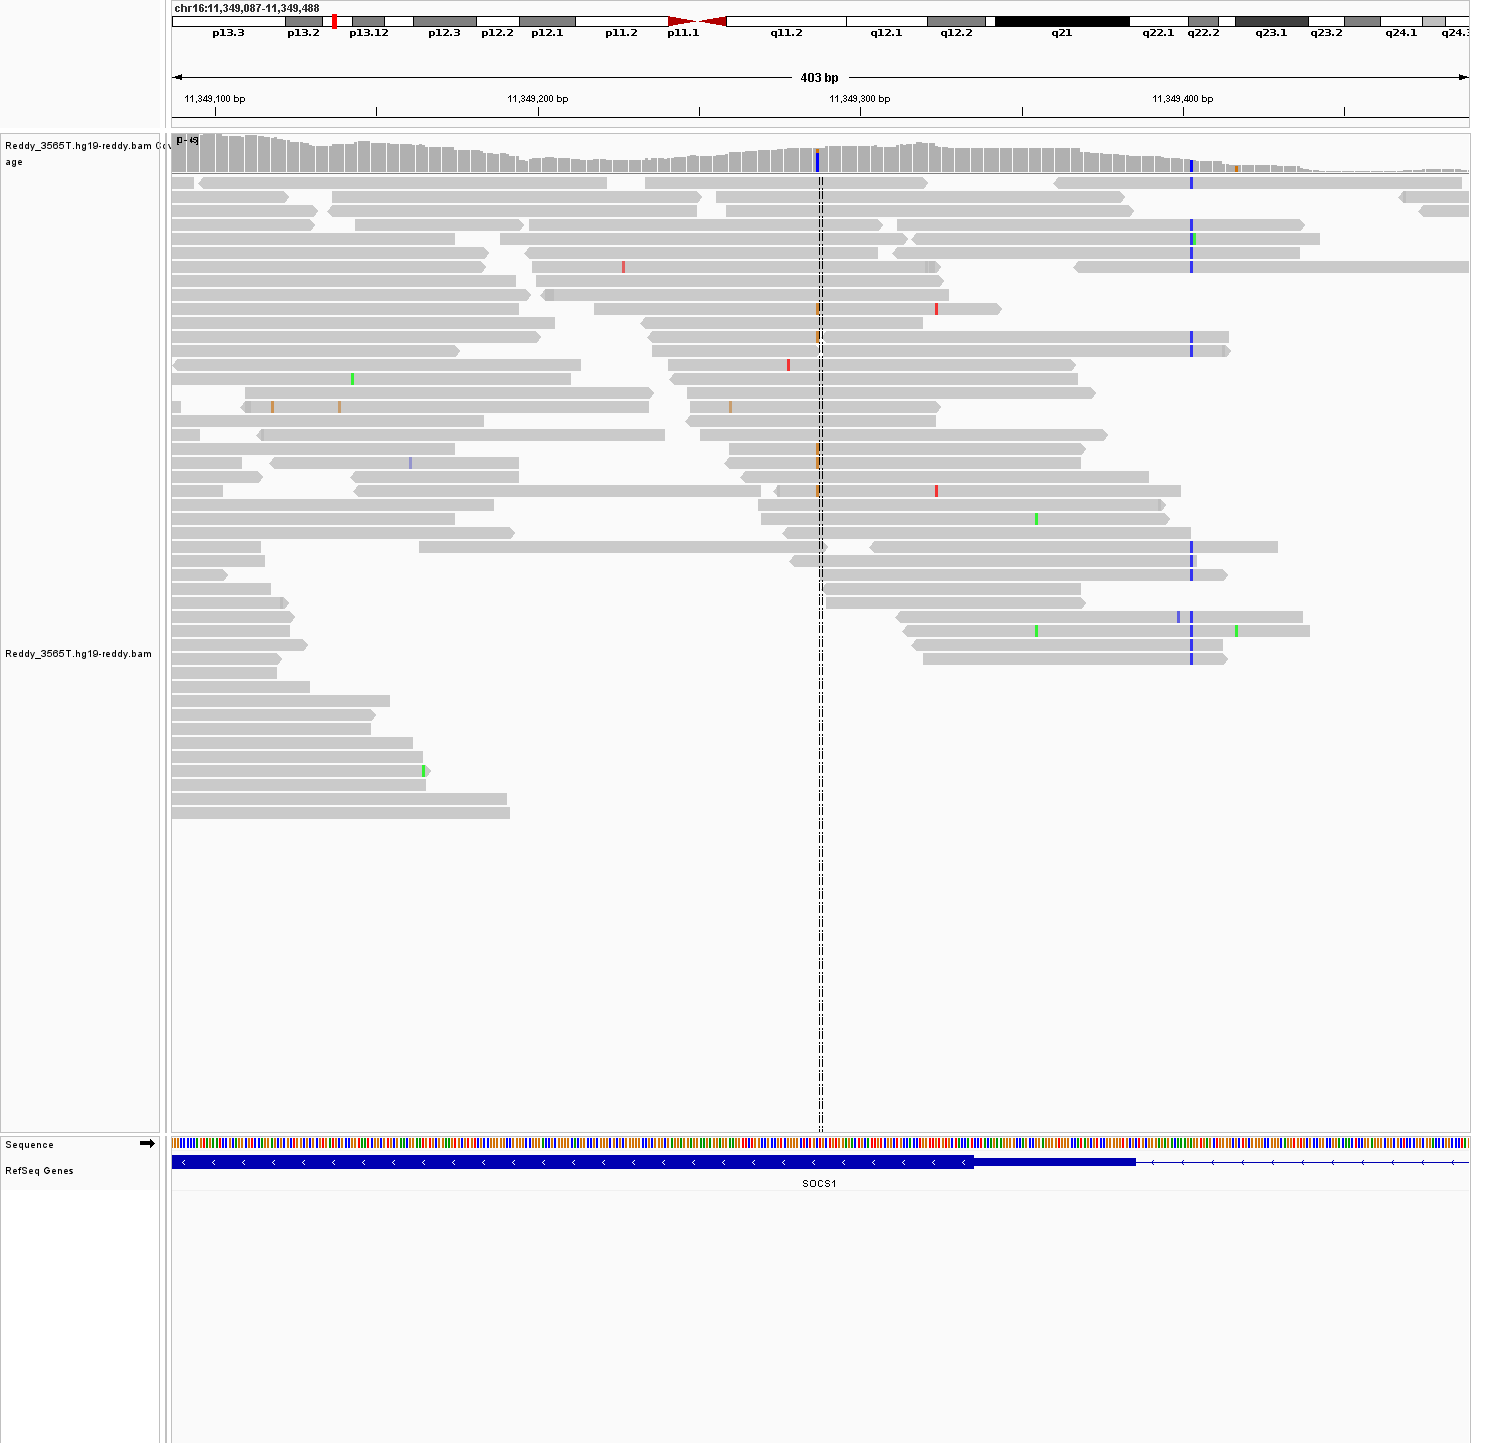 chr16:11,349,087-11,349,488
p13.3 p13.2 p13.12 p12.3 p12.2 p12.1 p11.2 p11.1 q11.2 q12.1 q12.2 q21 q22.1 q22.2 q23.1 q23.2 q24.1 q24.3
403 bp
11,349,100 bp 11,349,200 bp 11,349,300 bp 11,349,400 bp
Reddy_3565T.hg19-reddy.bam Cov
age
Reddy_3565T.hg19-reddy.bam
Sequence
RefSeq Genes
SOCS1